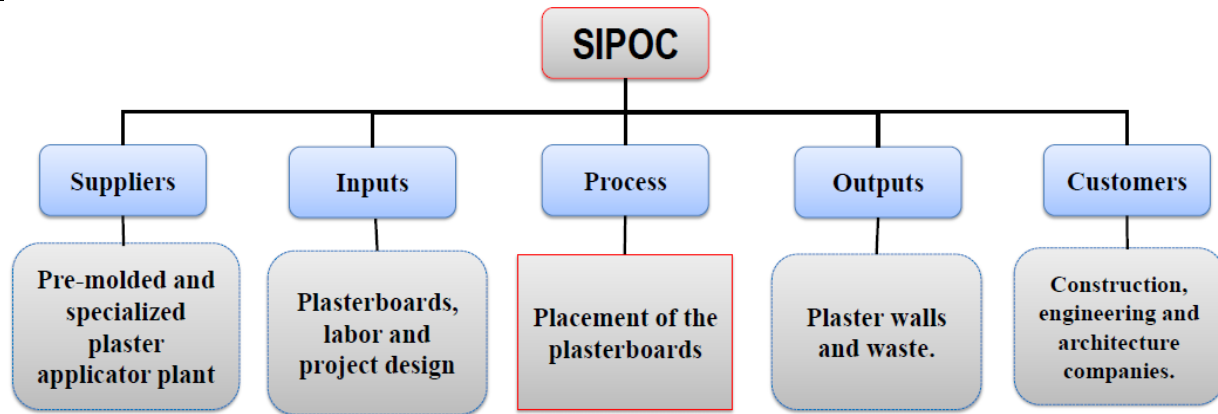 SIPOC
Suppliers
Inputs
Process
Outputs
Customers
Pre-molded and
specialized
plaster
applicator plant
Plasterboards,
labor and
project design
Placement of the
plasterboards
Plaster walls
and waste.
Construction,
engineering and
architecture
companies.